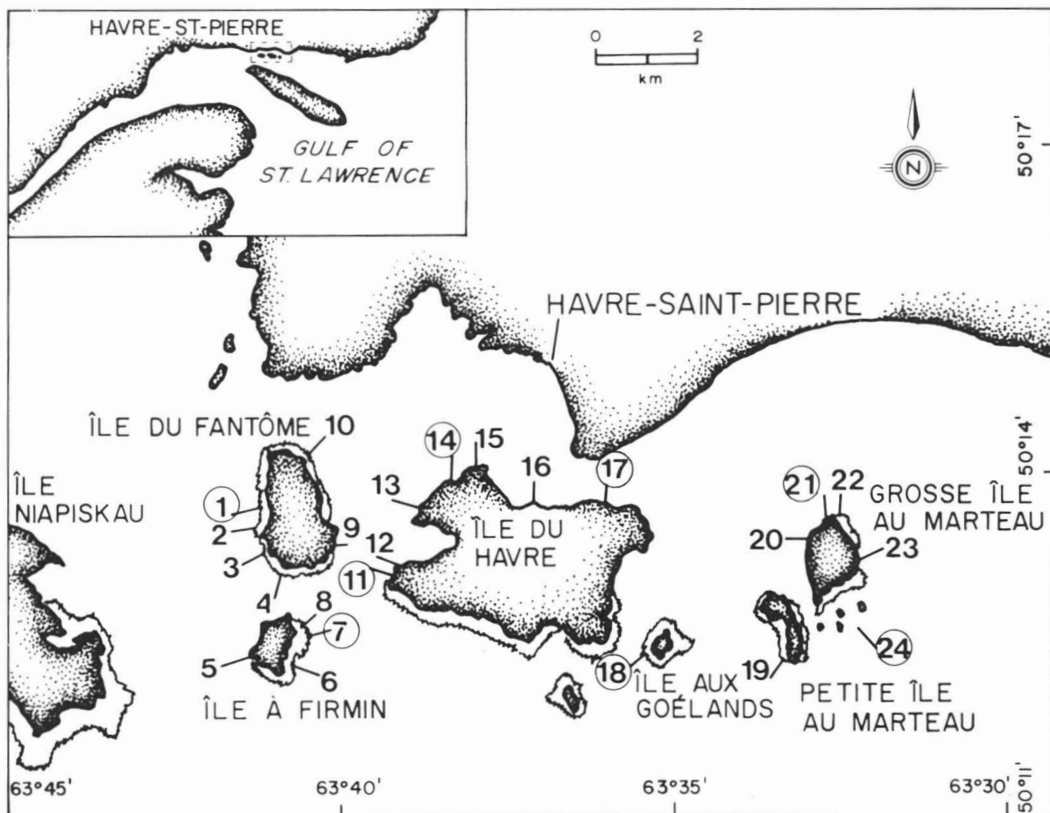 HAVRE-ST-PIERRE
GULF OF
ST. LAWRENCE
0 2
km
N
50°17'
HAVRE-SAINT-PIERRE
ÎLE DU FANTÔME
10
14
15
16
17
50°14'
ÎLE
NIAPISKAU
1
2
3
4
9
13
12
11
ÎLE DU
HAVRE
21
22
GROSSE ÎLE
AU MARTEAU
20
23
5
8
7
6
ÎLE À FIRMIN
18
ÎLE AUX
GOÉLANDS
19
24
PETITE ÎLE
AU MARTEAU
63°45'
63°40'
63°35'
63°30'
50°11'